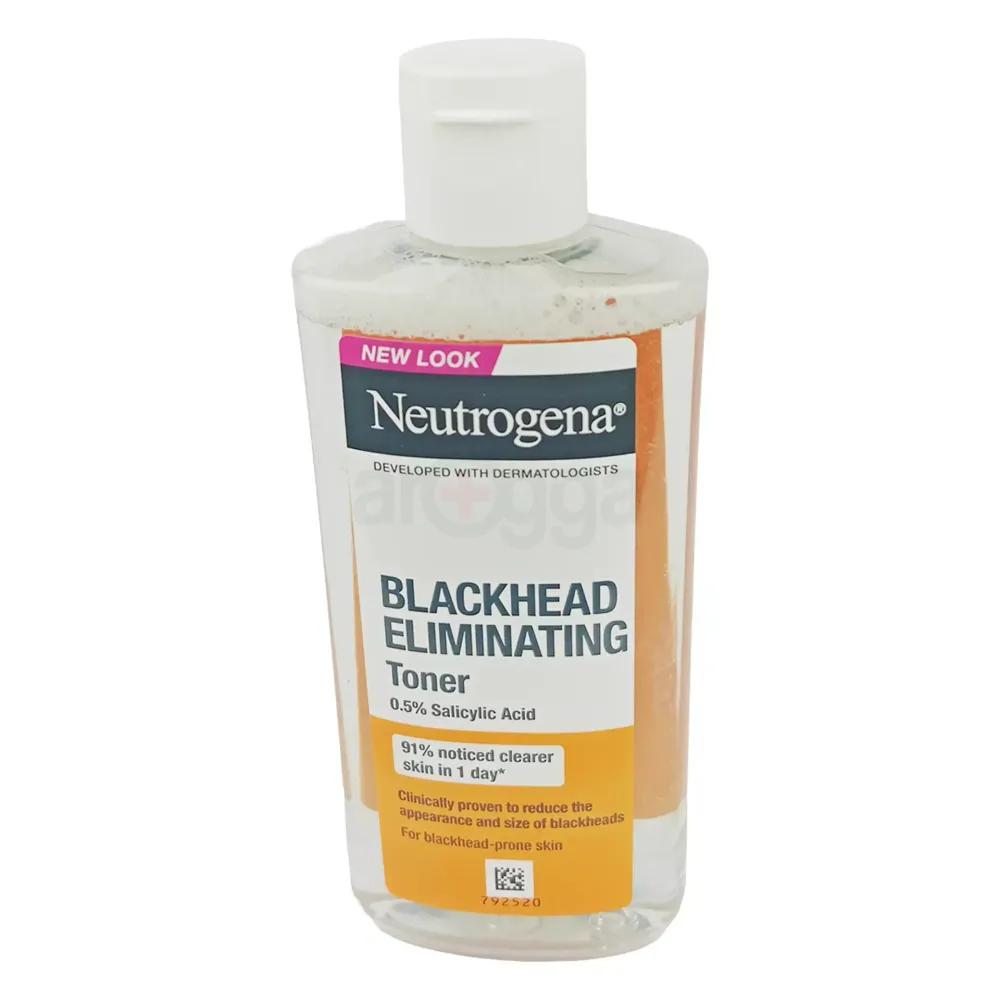 NEW LOOK
Neutrogena®
DEVELOPED WITH DERMATOLOGISTS
arogga
BLACKHEAD
ELIMINATING
Toner
0.5% Salicylic Acid
91% noticed clearer
skin in 1 day*
Clinically proven to reduce the
appearance and size of blackheads
For blackhead-prone skin
792520